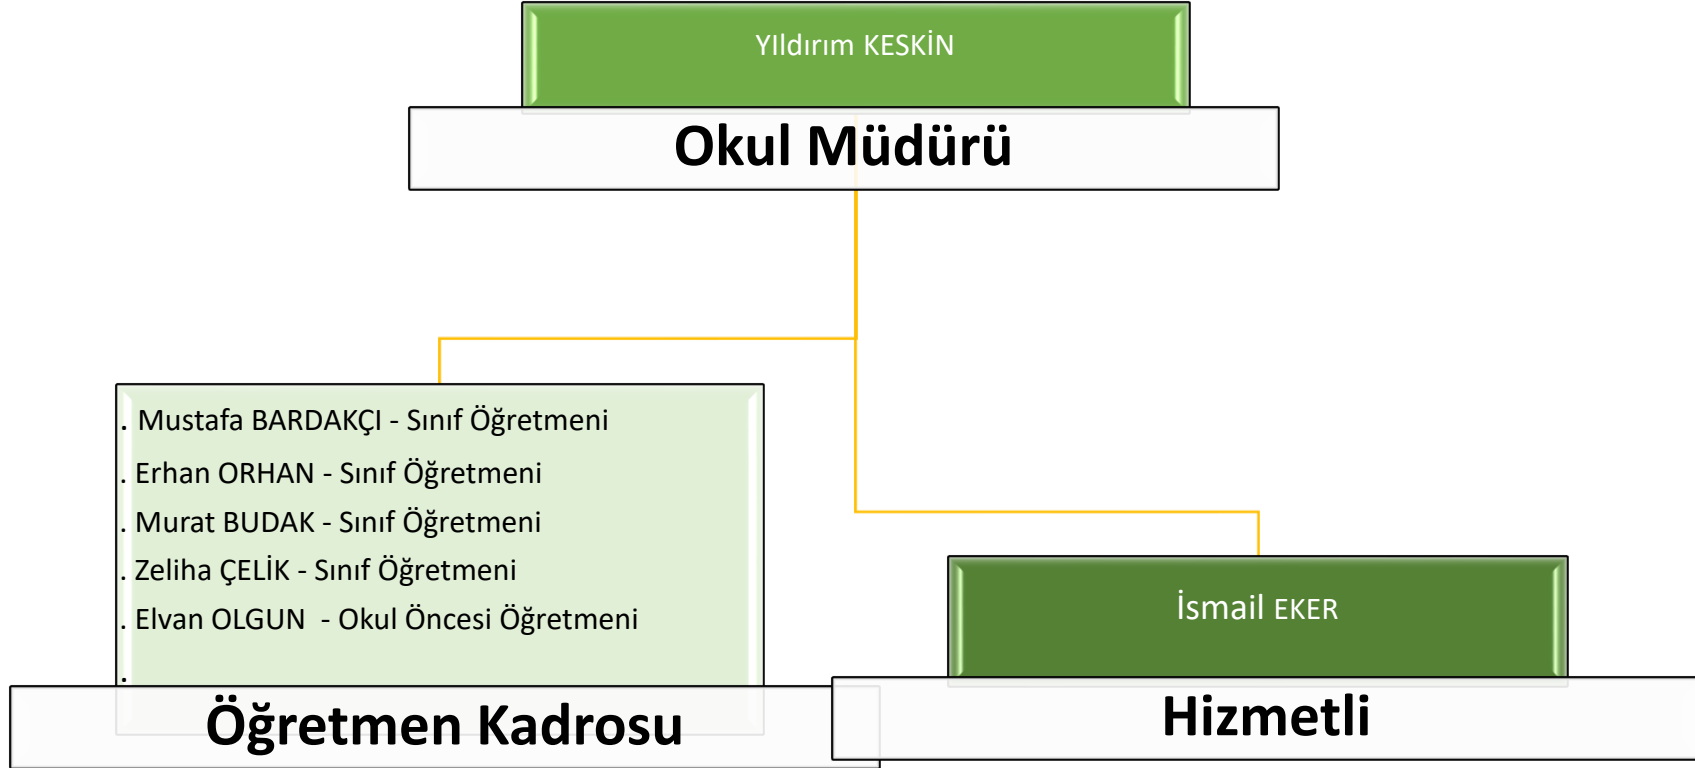 YIldırım KESKİN
Okul Müdürü
. Mustafa BARDAKÇI - Sınıf Öğretmeni
. Erhan ORHAN - Sınıf Öğretmeni
. Murat BUDAK - Sınıf Öğretmeni
. Zeliha ÇELİK - Sınıf Öğretmeni
. Elvan OLGUN - Okul Öncesi Öğretmeni
.
Öğretmen Kadrosu
İsmail EKER
Hizmetli